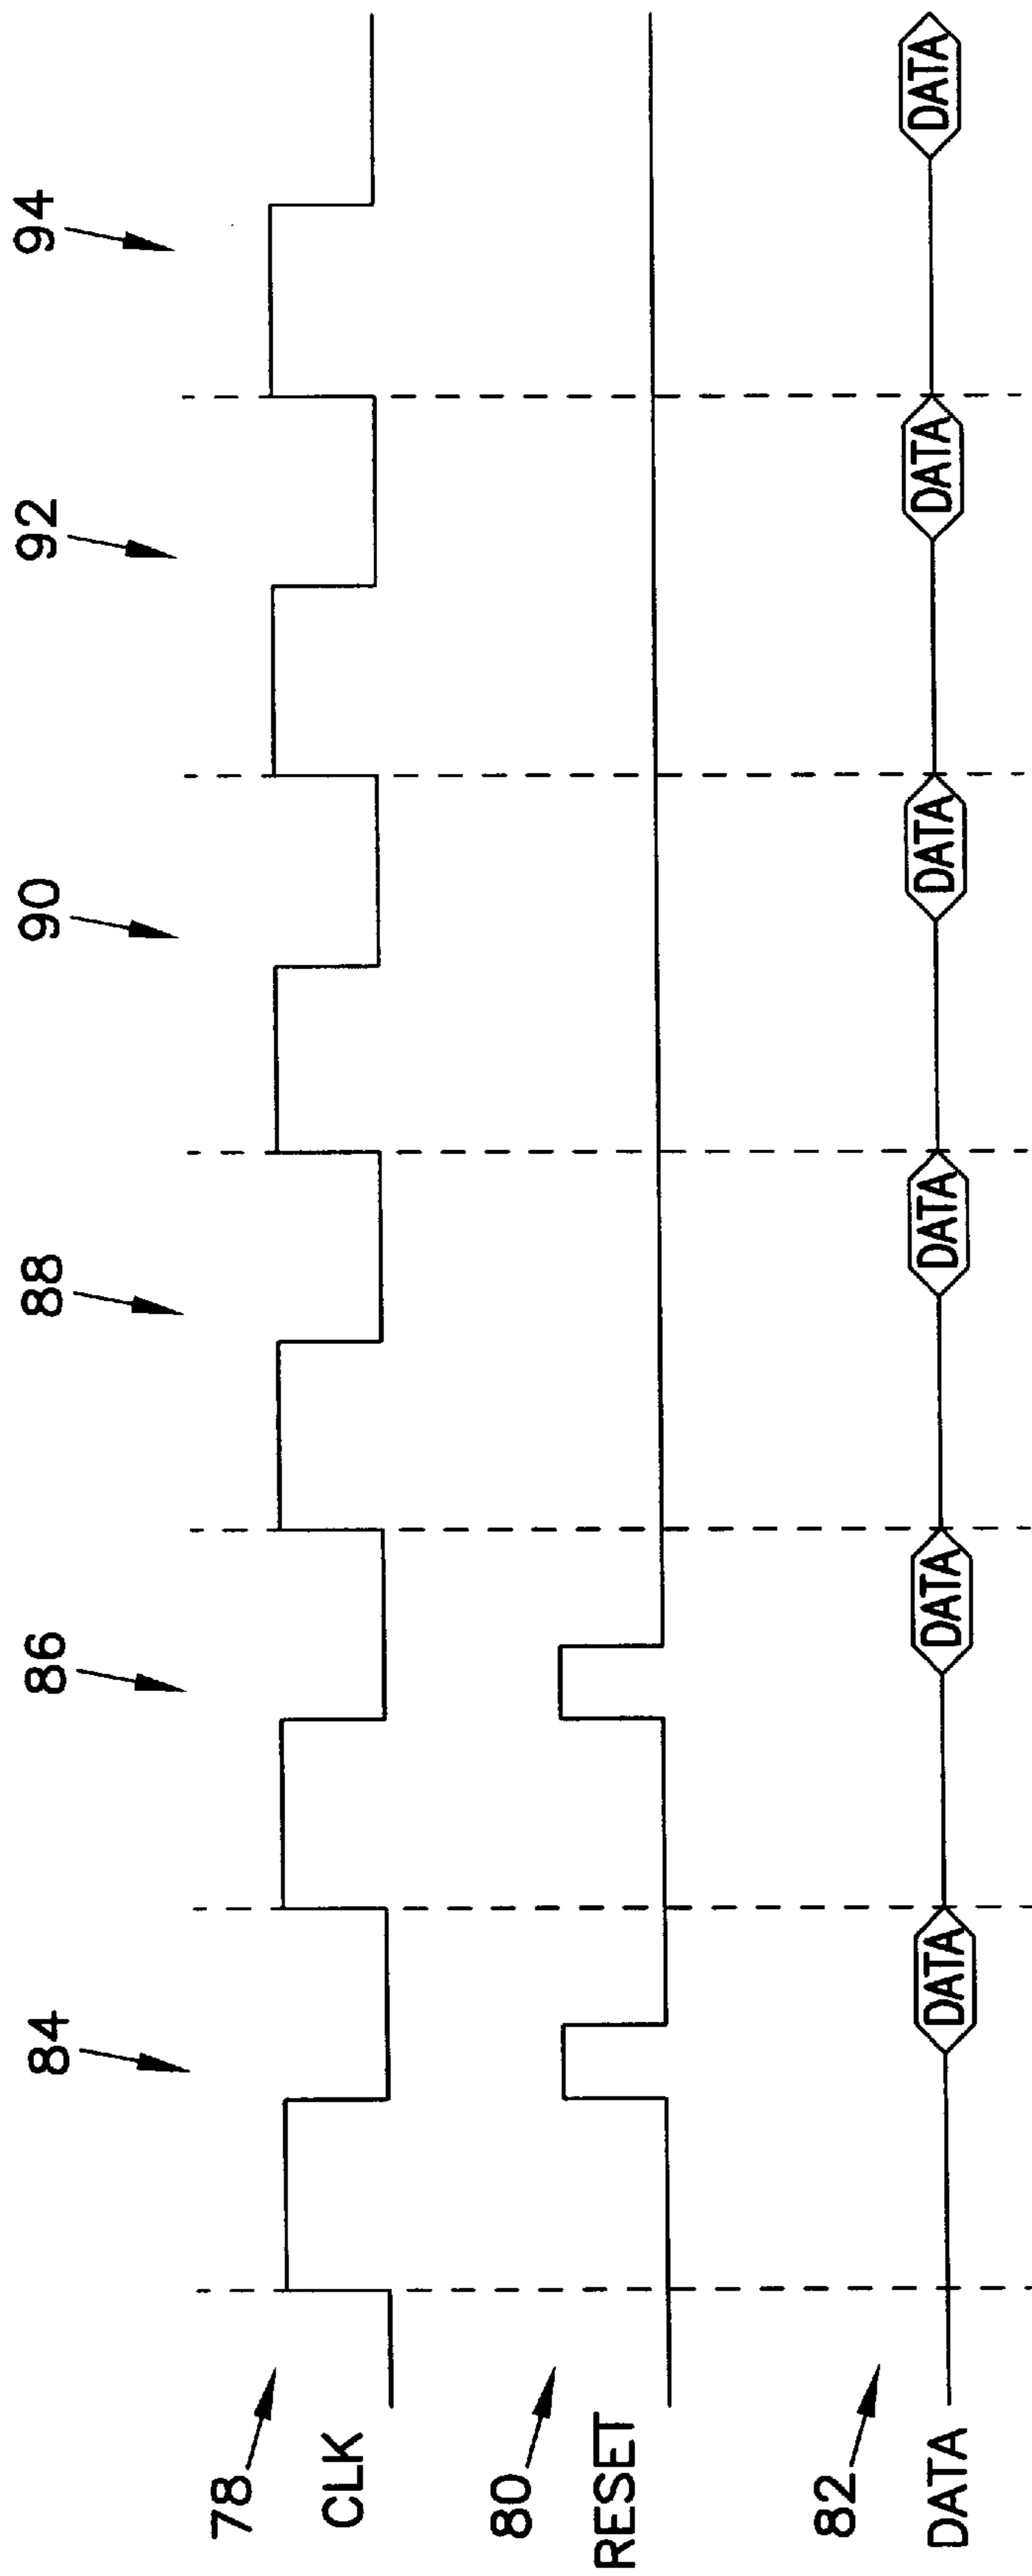 84 86 88 90 92 94
78
CLK
80
RESET
82
DATA DATA DATA DATA DATA DATA DATA